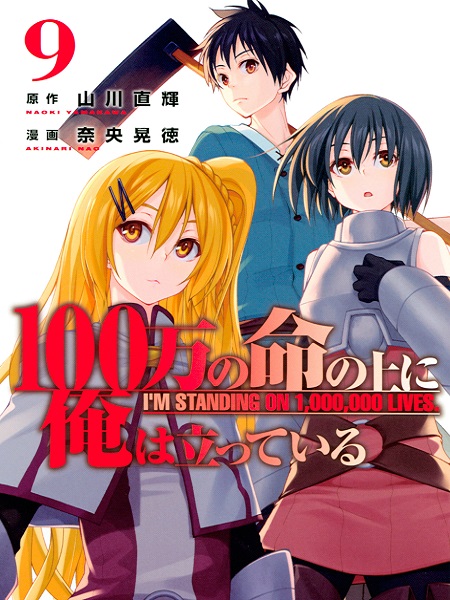 9
原作 山川直輝
NAOKI YAMAKAWA
漫画 奈央晃徳
AKINARI NAO
100万の命の上に
I'M STANDING ON 1,000,000 LIVES.
俺は立っている